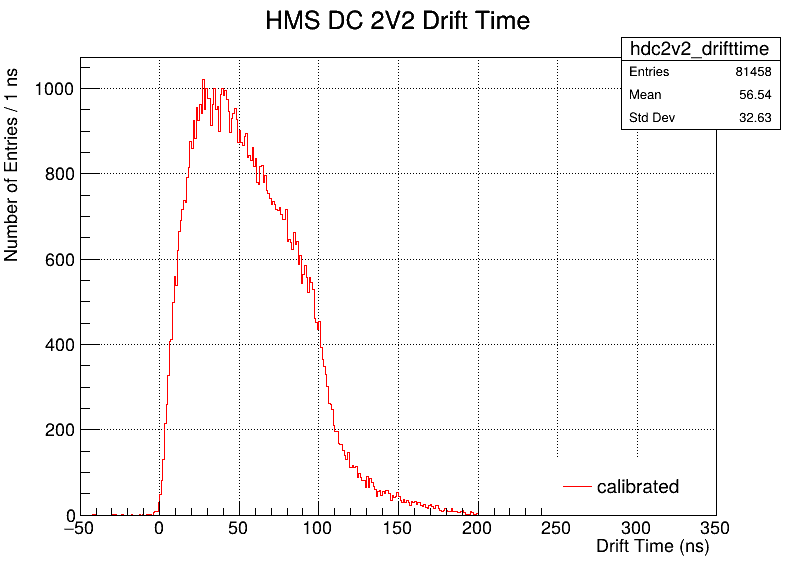 HMS DC 2V2 Drift Time
hdc2v2_drifttime
Entries 81458
Mean 56.54
Std Dev 32.63
Number of Entries / 1 ns
1000
800
600
400
200
0
−50 0 50 100 150 200 250 300 350
Drift Time (ns)
calibrated